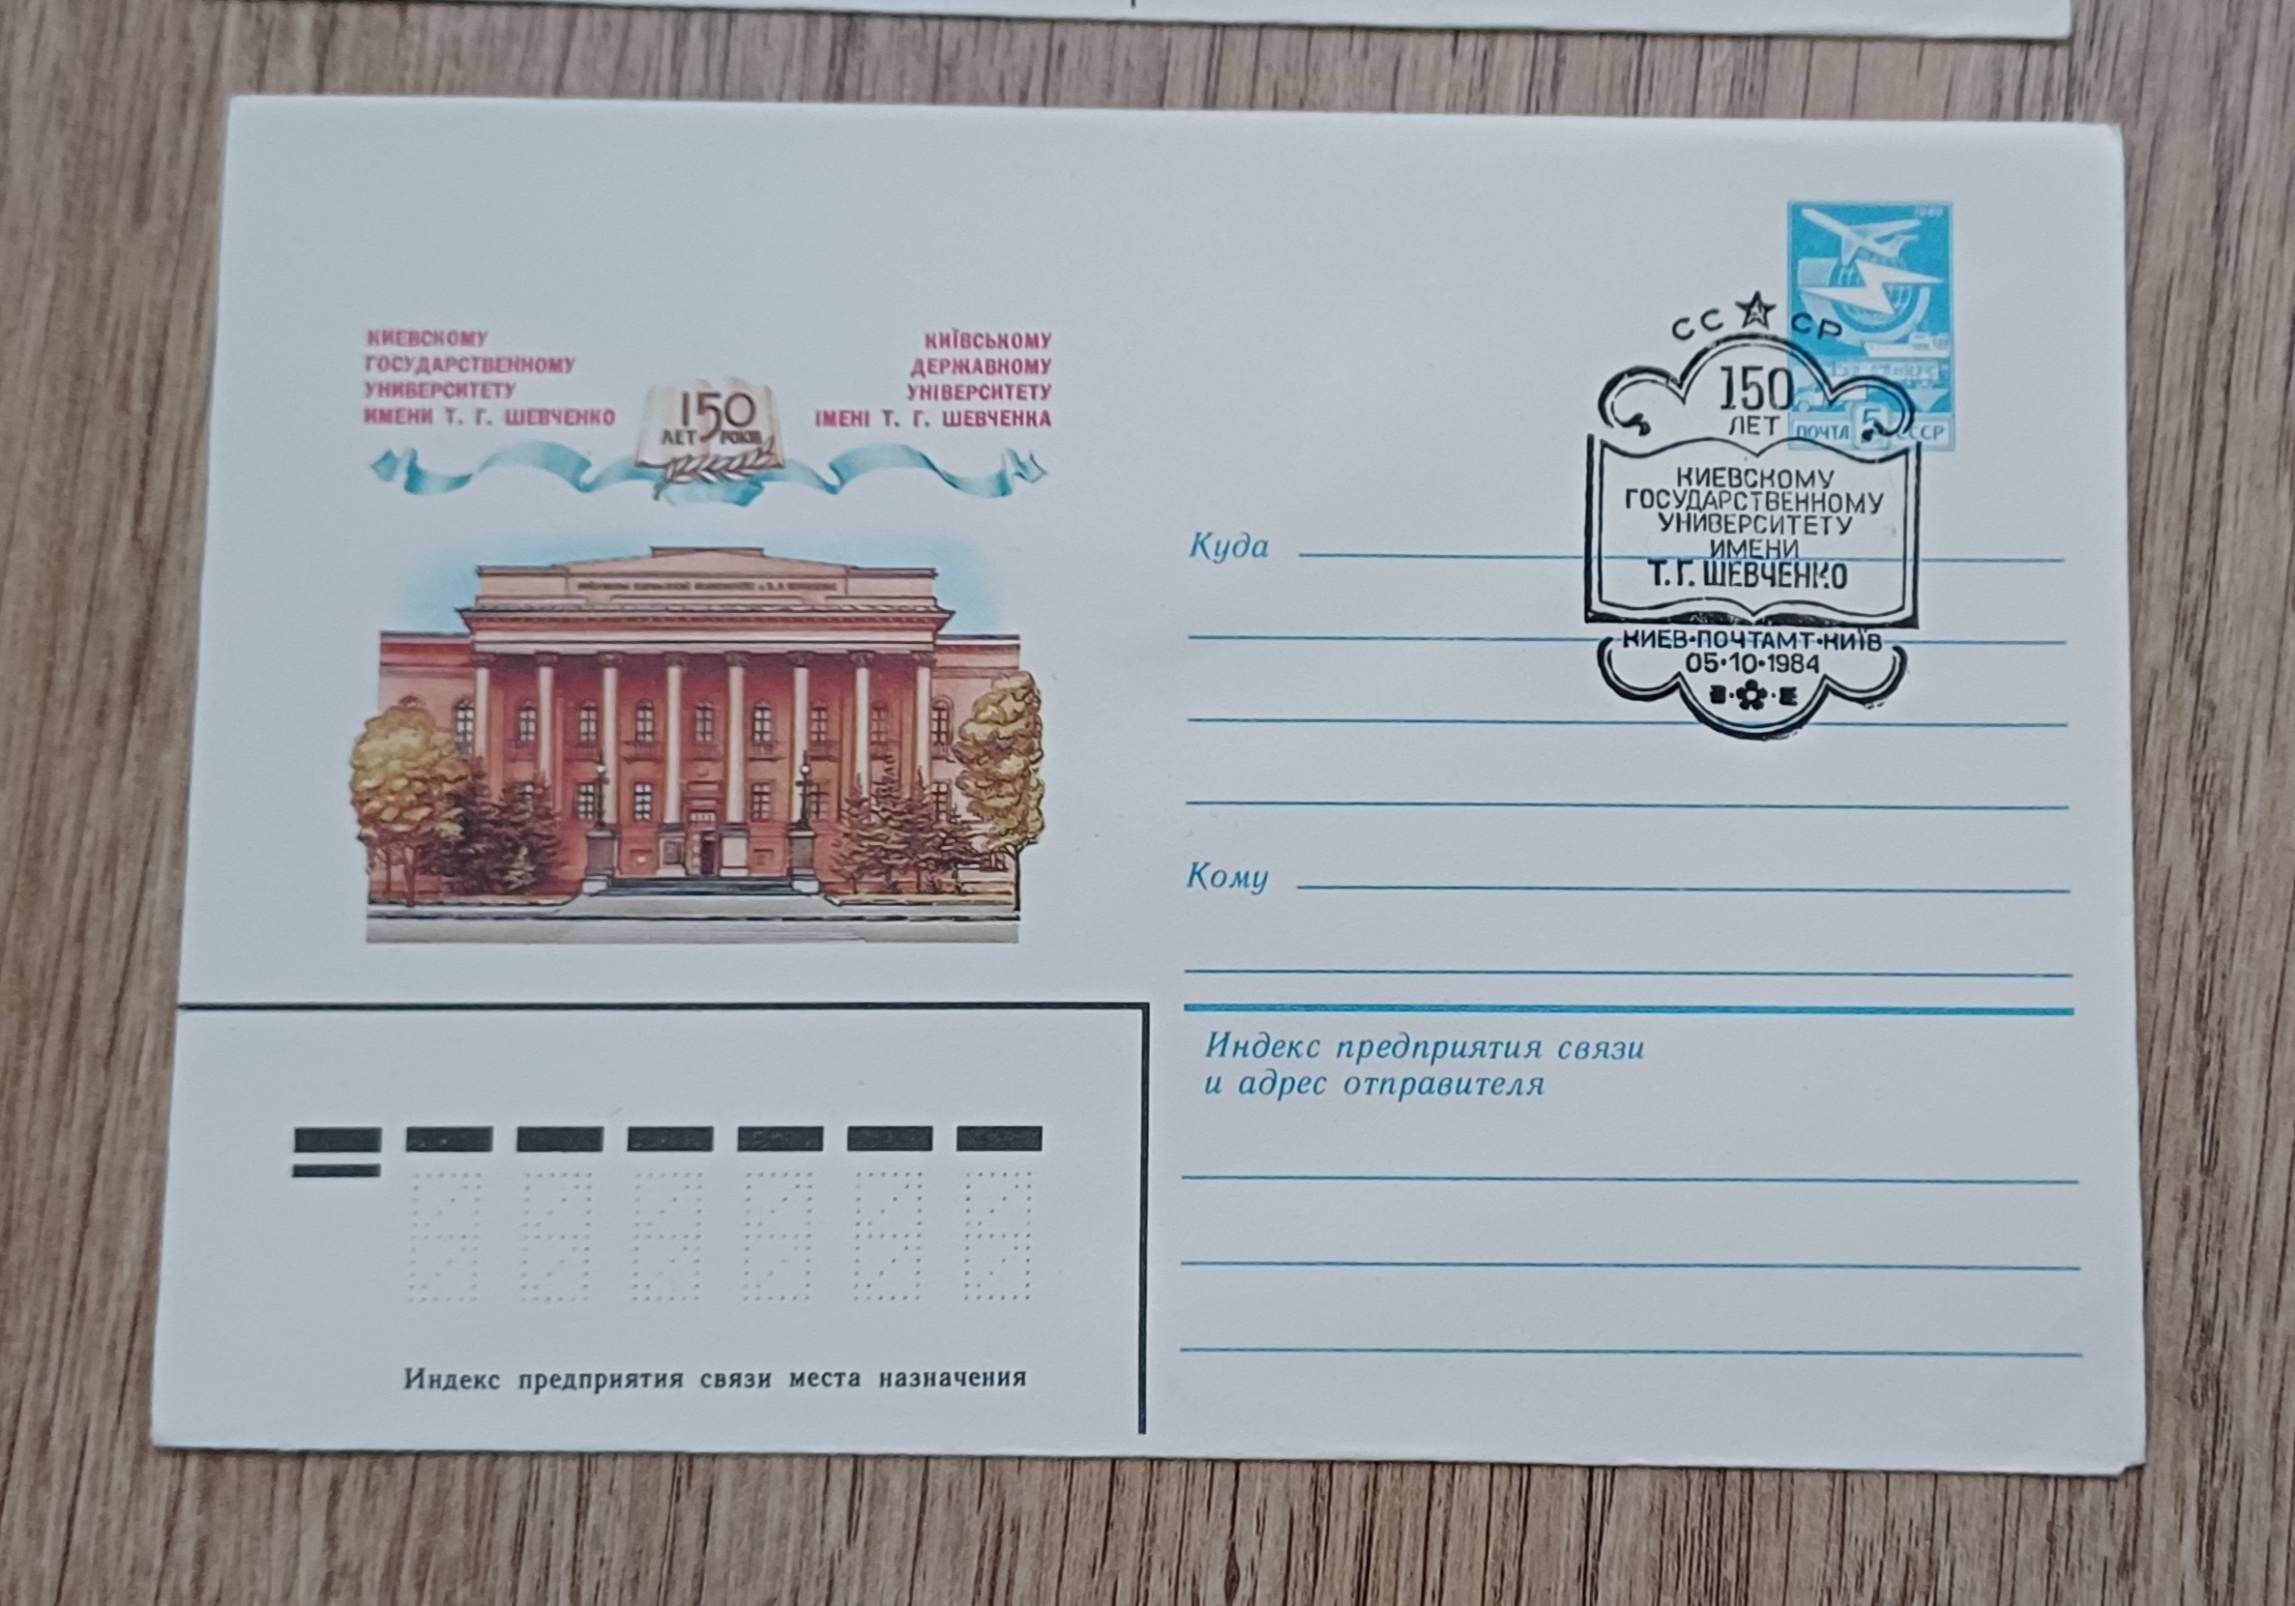 КИЕВСКОМУ
ГОСУДАРСТВЕННОМУ
УНИВЕРСИТЕТУ
ИМЕНИ Т. Г. ШЕВЧЕНКО
150
ЛЕТ РОКІВ
КИЇВСЬКОМУ
ДЕРЖАВНОМУ
УНІВЕРСИТЕТУ
ІМЕНІ Т. Г. ШЕВЧЕНКА
ПОЧТА 5 СССР
СССР
150
ЛЕТ
КИЕВСКОМУ
ГОСУДАРСТВЕННОМУ
УНИВЕРСИТЕТУ
ИМЕНИ
Т. Г. ШЕВЧЕНКО
КИЕВ•ПОЧТАМТ•КИЇВ
05•10•1984
Куда
Кому
Индекс предприятия связи
и адрес отправителя
Индекс предприятия связи места назначения